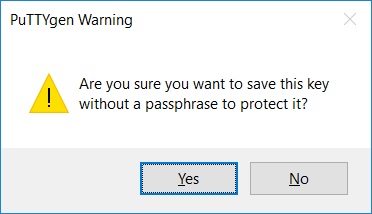 PuTTYgen Warning
Are you sure you want to save this key
without a passphrase to protect it?
Yes
No